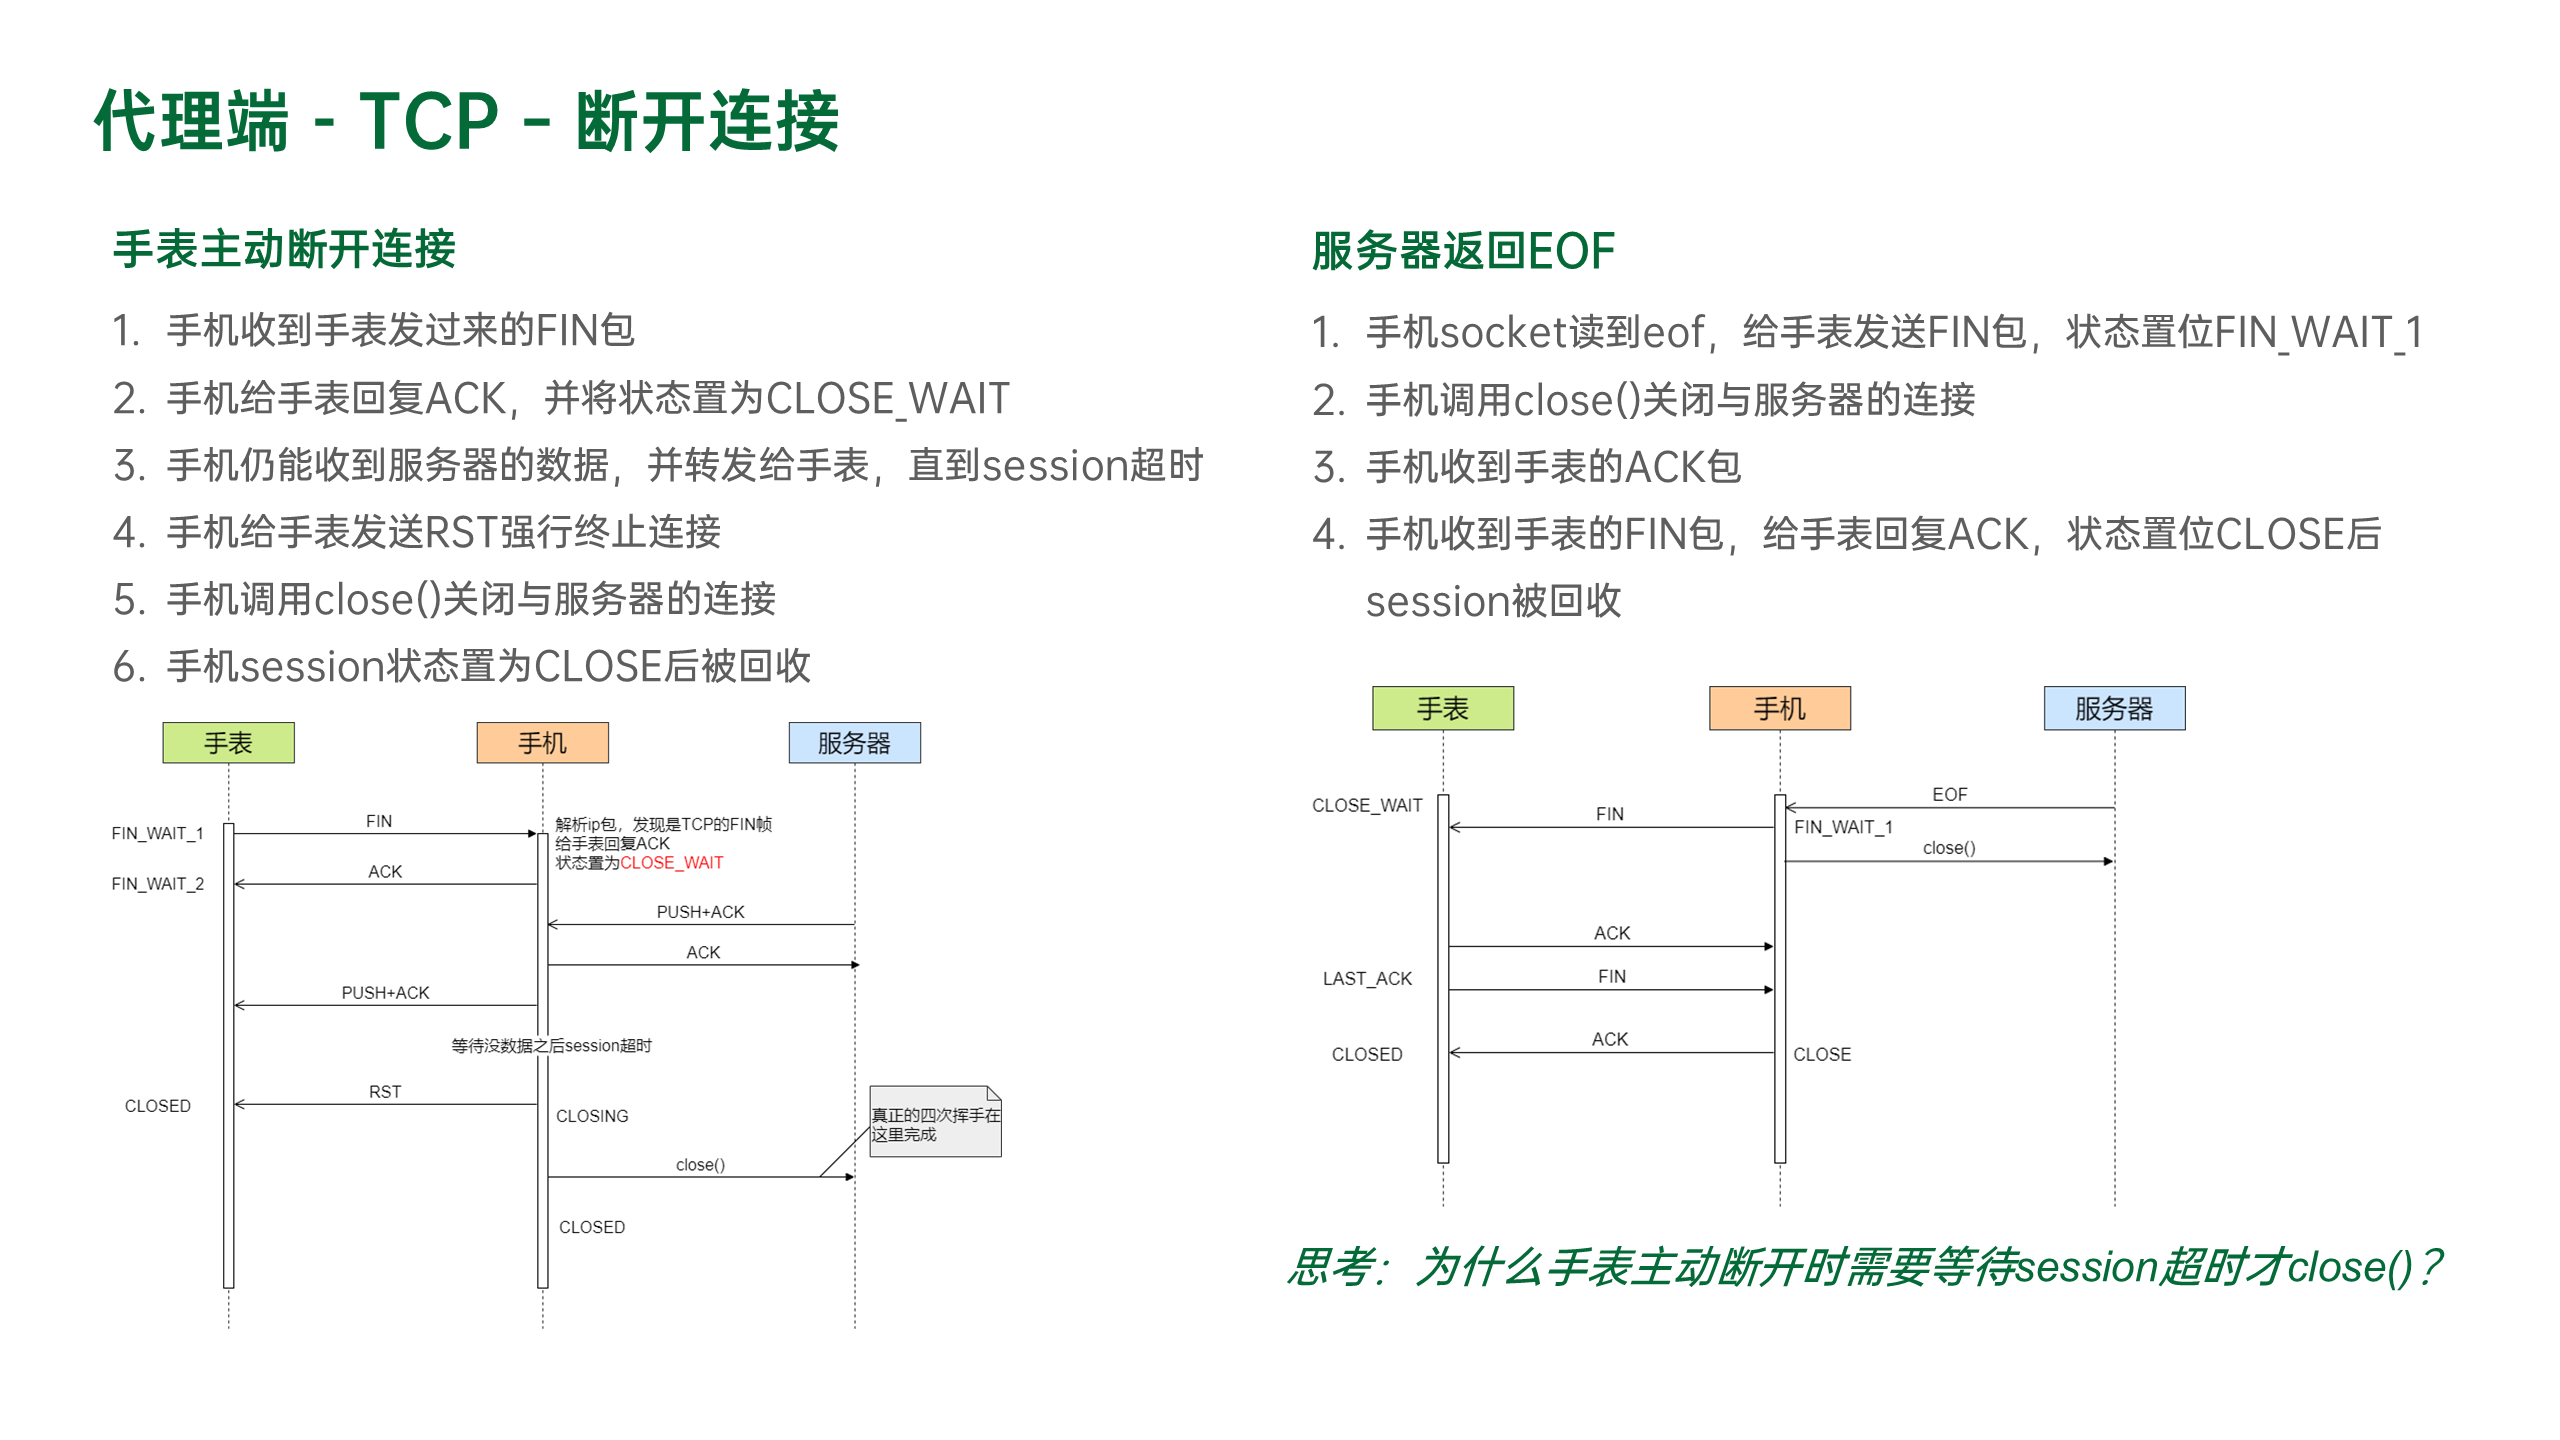 代理端 - TCP – 断开连接
手表主动断开连接
1. 手机收到手表发过来的FIN包
2. 手机给手表回复ACK，并将状态置为CLOSE_WAIT
3. 手机仍能收到服务器的数据，并转发给手表，直到session超时
4. 手机给手表发送RST强行终止连接
5. 手机调用close()关闭与服务器的连接
6. 手机session状态置为CLOSE后被回收
手表
手机
服务器
FIN_WAIT_1
FIN
解析ip包，发现是TCP的FIN帧
给手表回复ACK
状态置为CLOSE_WAIT
FIN_WAIT_2
ACK
PUSH+ACK
ACK
PUSH+ACK
等待没数据之后session超时
CLOSED
RST
CLOSING
真正的四次挥手在
这里完成
close()
CLOSED
服务器返回EOF
1. 手机socket读到eof，给手表发送FIN包，状态置位FIN_WAIT_1
2. 手机调用close()关闭与服务器的连接
3. 手机收到手表的ACK包
4. 手机收到手表的FIN包，给手表回复ACK，状态置位CLOSE后
session被回收
手表
手机
服务器
EOF
CLOSE_WAIT
FIN
FIN_WAIT_1
close()
ACK
LAST_ACK
FIN
ACK
CLOSED
CLOSE
思考：为什么手表主动断开时需要等待session超时才close()？